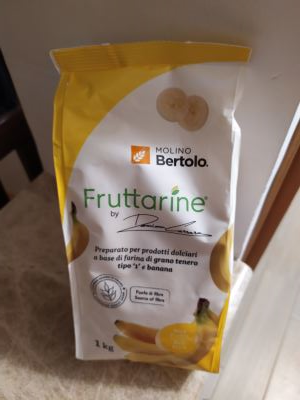 MOLINO
Bertolo.
Fruttarine®
by
Preparato per prodotti dolciari
a base di farina di grano tenero
tipo "1" e banana
Fonte di fibre
Source of fibre
1 kg